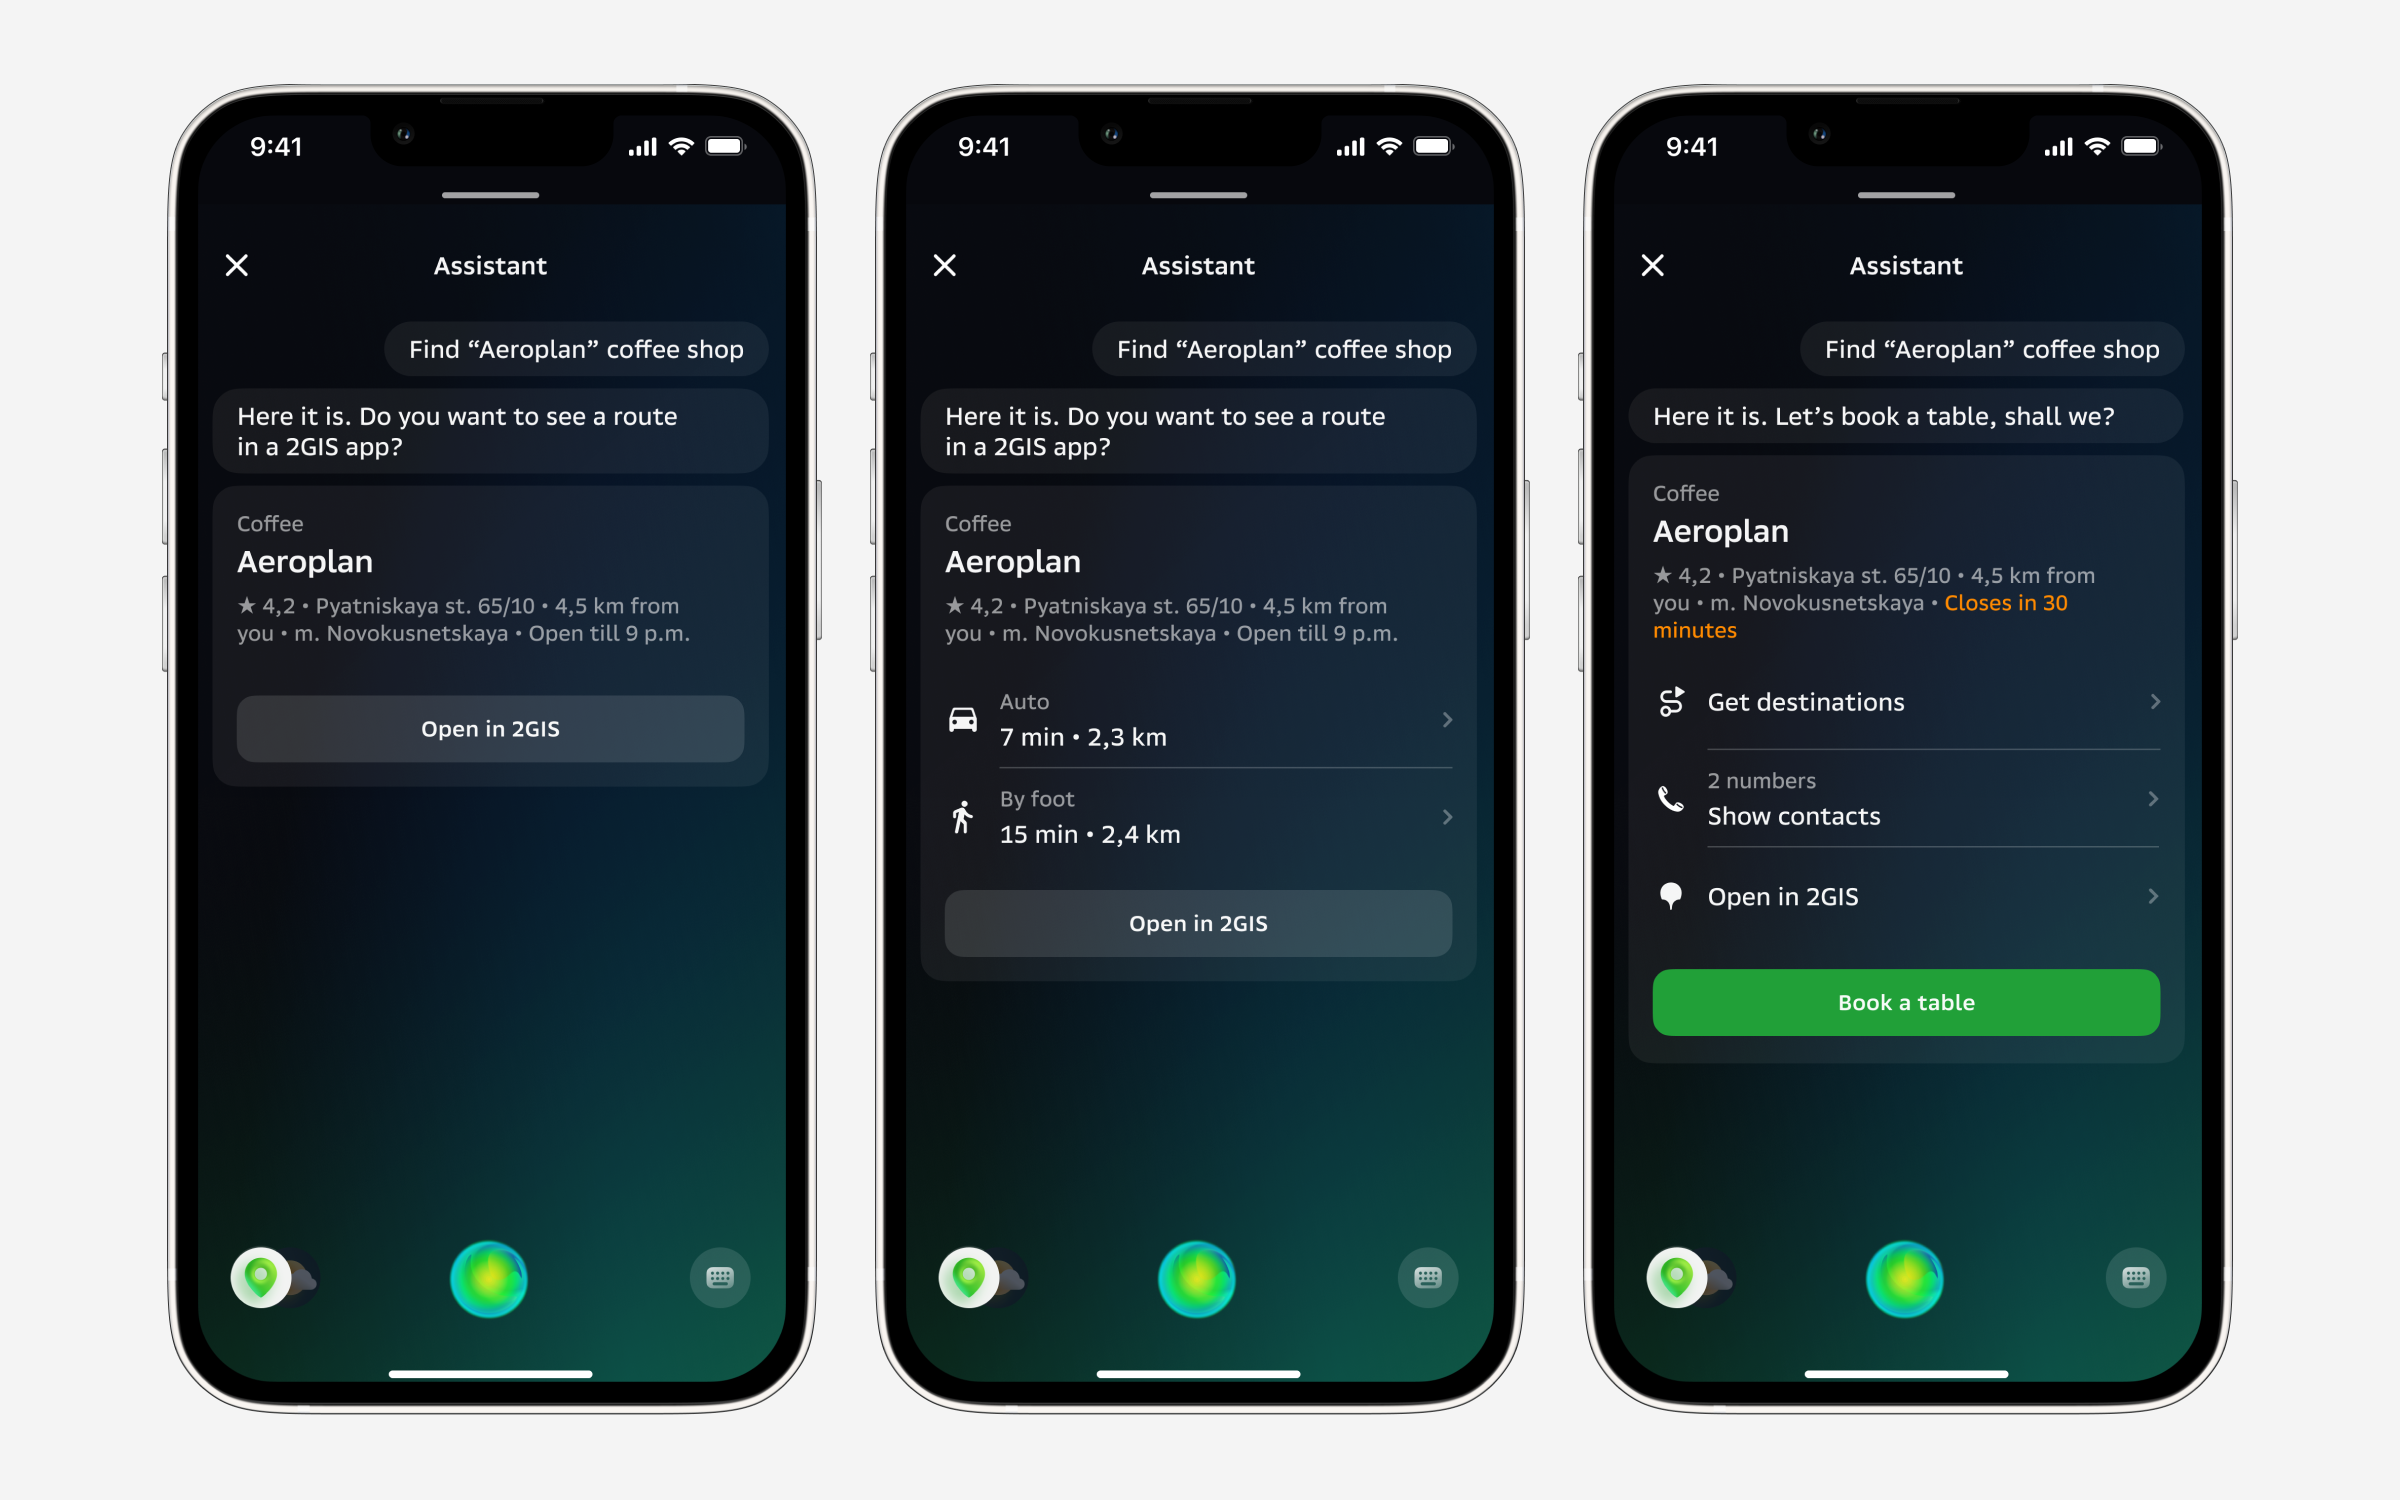 9:41
Assistant
Find “Aeroplan” coffee shop
Here it is. Do you want to see a route
in a 2GIS app?
Coffee
Aeroplan
★ 4,2 • Pyatniskaya st. 65/10 • 4,5 km from
you • m. Novokusnetskaya • Open till 9 p.m.
Open in 2GIS
9:41
Assistant
Find “Aeroplan” coffee shop
Here it is. Do you want to see a route
in a 2GIS app?
Coffee
Aeroplan
★ 4,2 • Pyatniskaya st. 65/10 • 4,5 km from
you • m. Novokusnetskaya • Open till 9 p.m.
Auto
7 min • 2,3 km
By foot
15 min • 2,4 km
Open in 2GIS
9:41
Assistant
Find “Aeroplan” coffee shop
Here it is. Let’s book a table, shall we?
Coffee
Aeroplan
★ 4,2 • Pyatniskaya st. 65/10 • 4,5 km from
you • m. Novokusnetskaya • Closes in 30
minutes
Get destinations
2 numbers
Show contacts
Open in 2GIS
Book a table